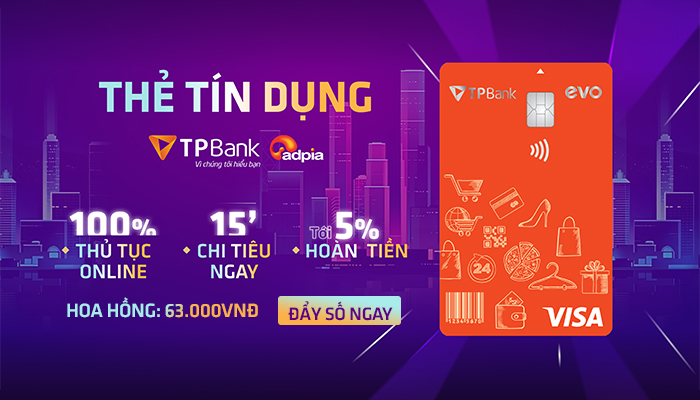 THẺ TÍN DỤNG
TPBank
Vì chúng tôi hiểu bạn
adpia
100%
THỦ TỤC
ONLINE
15’
CHI TIÊU
NGAY
Tới 5%
HOÀN TIỀN
HOA HỒNG: 63.000VNĐ
ĐẨY SỐ NGAY
TPBank
evo
24
12345670
VISA